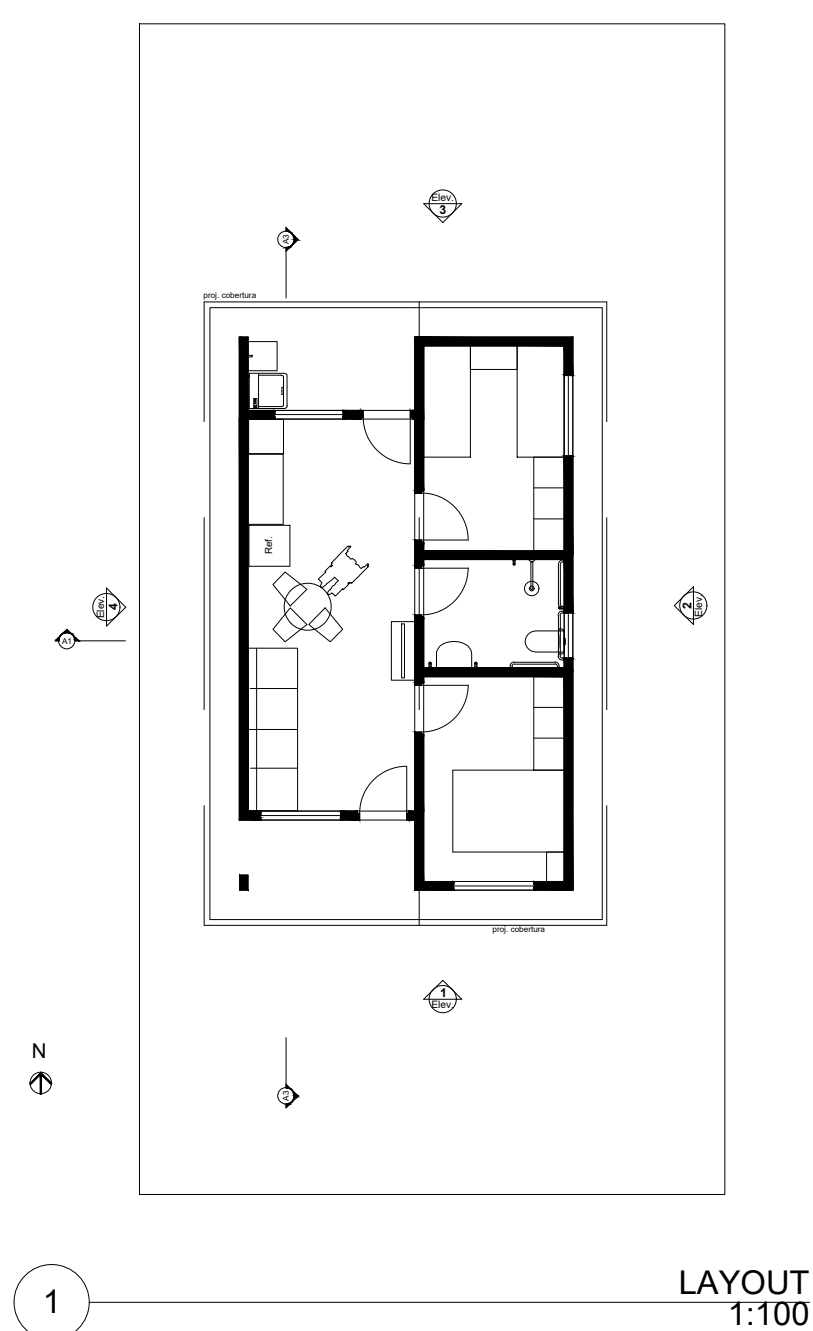 Elev.
3
A3
proj. cobertura
Ref.
Elev.
4
2
Elev.
A1
proj. cobertura
1
Elev.
N
A3
1
LAYOUT
1:100